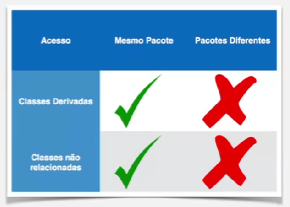 Acesso Mesmo Pacote Pacotes Diferentes
Classes Derivadas
Classes não
relacionadas